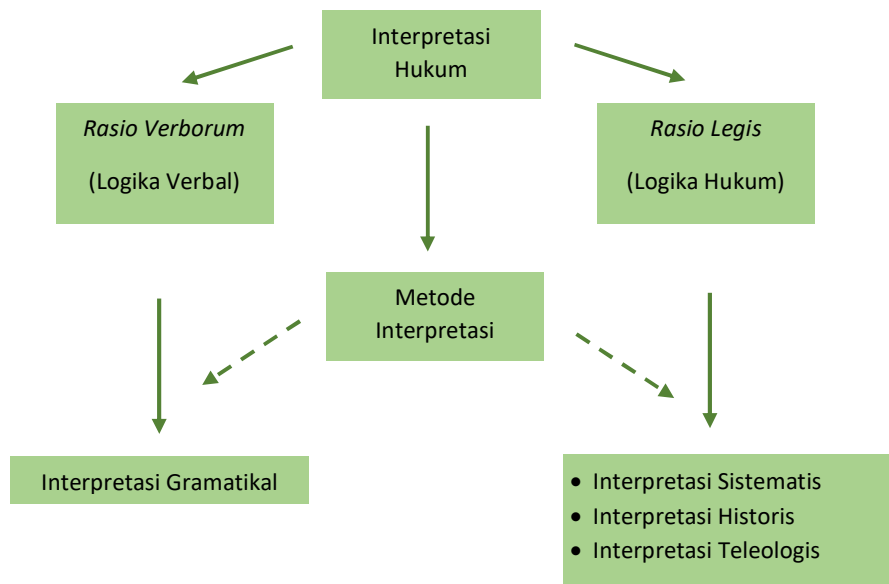 Interpretasi
Hukum
Rasio Verborum
(Logika Verbal)
Rasio Legis
(Logika Hukum)
Metode
Interpretasi
Interpretasi Gramatikal
• Interpretasi Sistematis
• Interpretasi Historis
• Interpretasi Teleologis